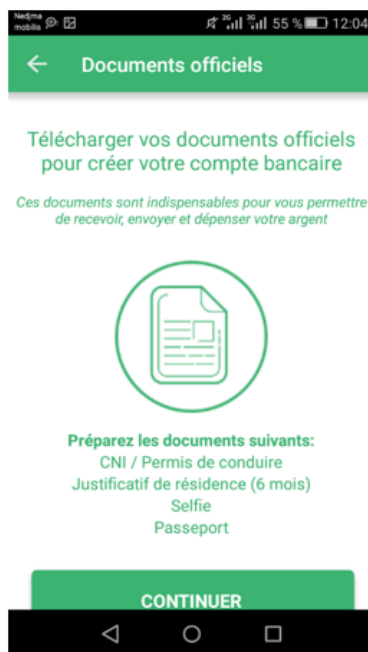 Nedjma
mobilis 2G 3G 55 % 12:04
Documents officiels
Télécharger vos documents officiels
pour créer votre compte bancaire
Ces documents sont indispensables pour vous permettre
de recevoir, envoyer et dépenser votre argent
Préparez les documents suivants:
CNI / Permis de conduire
Justificatif de résidence (6 mois)
Selfie
Passeport
CONTINUER